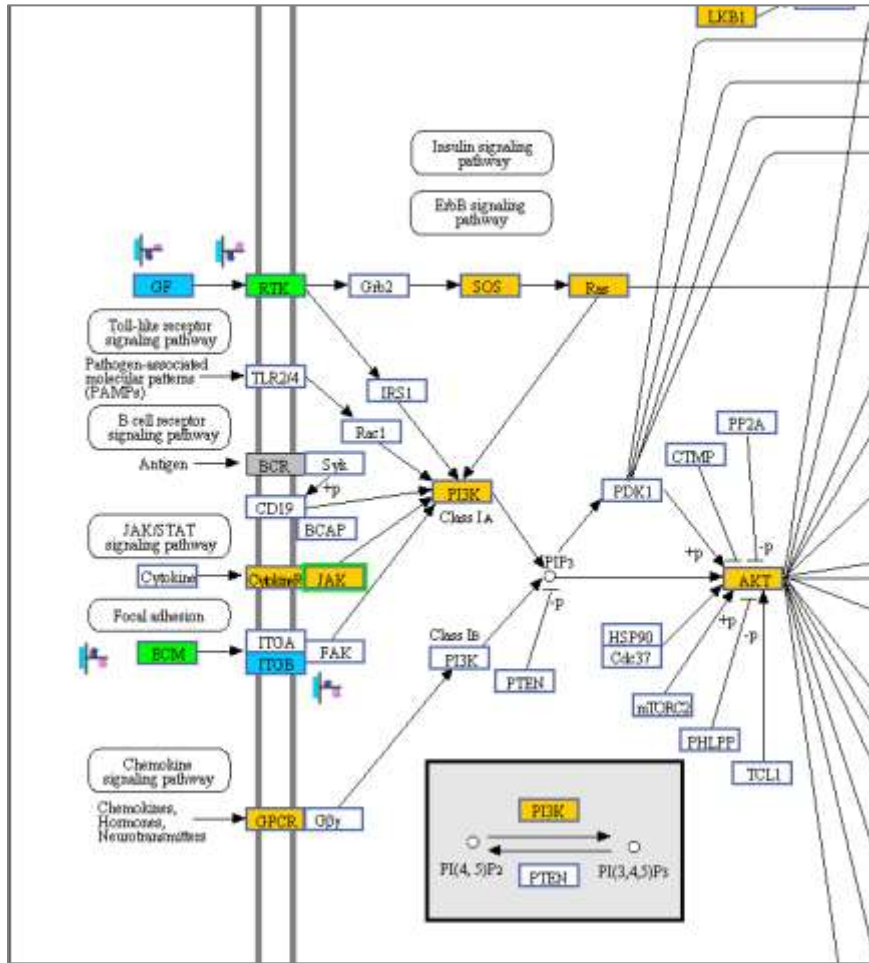 LKB1
Insulin signaling
pathway
ErbB signaling
pathway
GF
RTK
Grb2
SOS
Ras
Toll-like receptor
signaling pathway
Pathogen-associated
molecular patterns
(PAMPs)
TLR2/4
IRS1
B cell receptor
signaling pathway
Rac1
PP2A
CTMP
Antigen
BCR
Syk
+p
PI3K
Class IA
PDK1
CD19
BCAP
JAK/STAT
signaling pathway
+p
-p
PIP3
Cytokine
CytokineR
JAK
AKT
Focal adhesion
-p
+p
-p
ECM
ITGA
ITGB
FAK
Class IB
PI3K
HSP90
Cdc37
PTEN
mTORC2
PHLPP
TCL1
Chemokine
signaling pathway
Chemokines,
Hormones,
Neurotransmitters
GPCR
Gβγ
PI3K
PI(4, 5)P2
PTEN
PI(3,4,5)P3